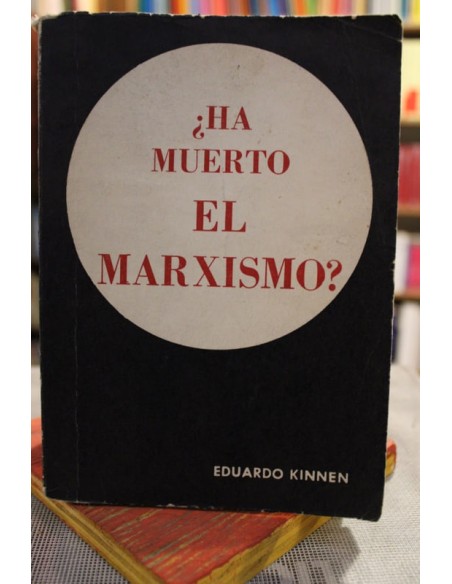 ¿HA
MUERTO
EL
MARXISMO?
EDUARDO KINNEN